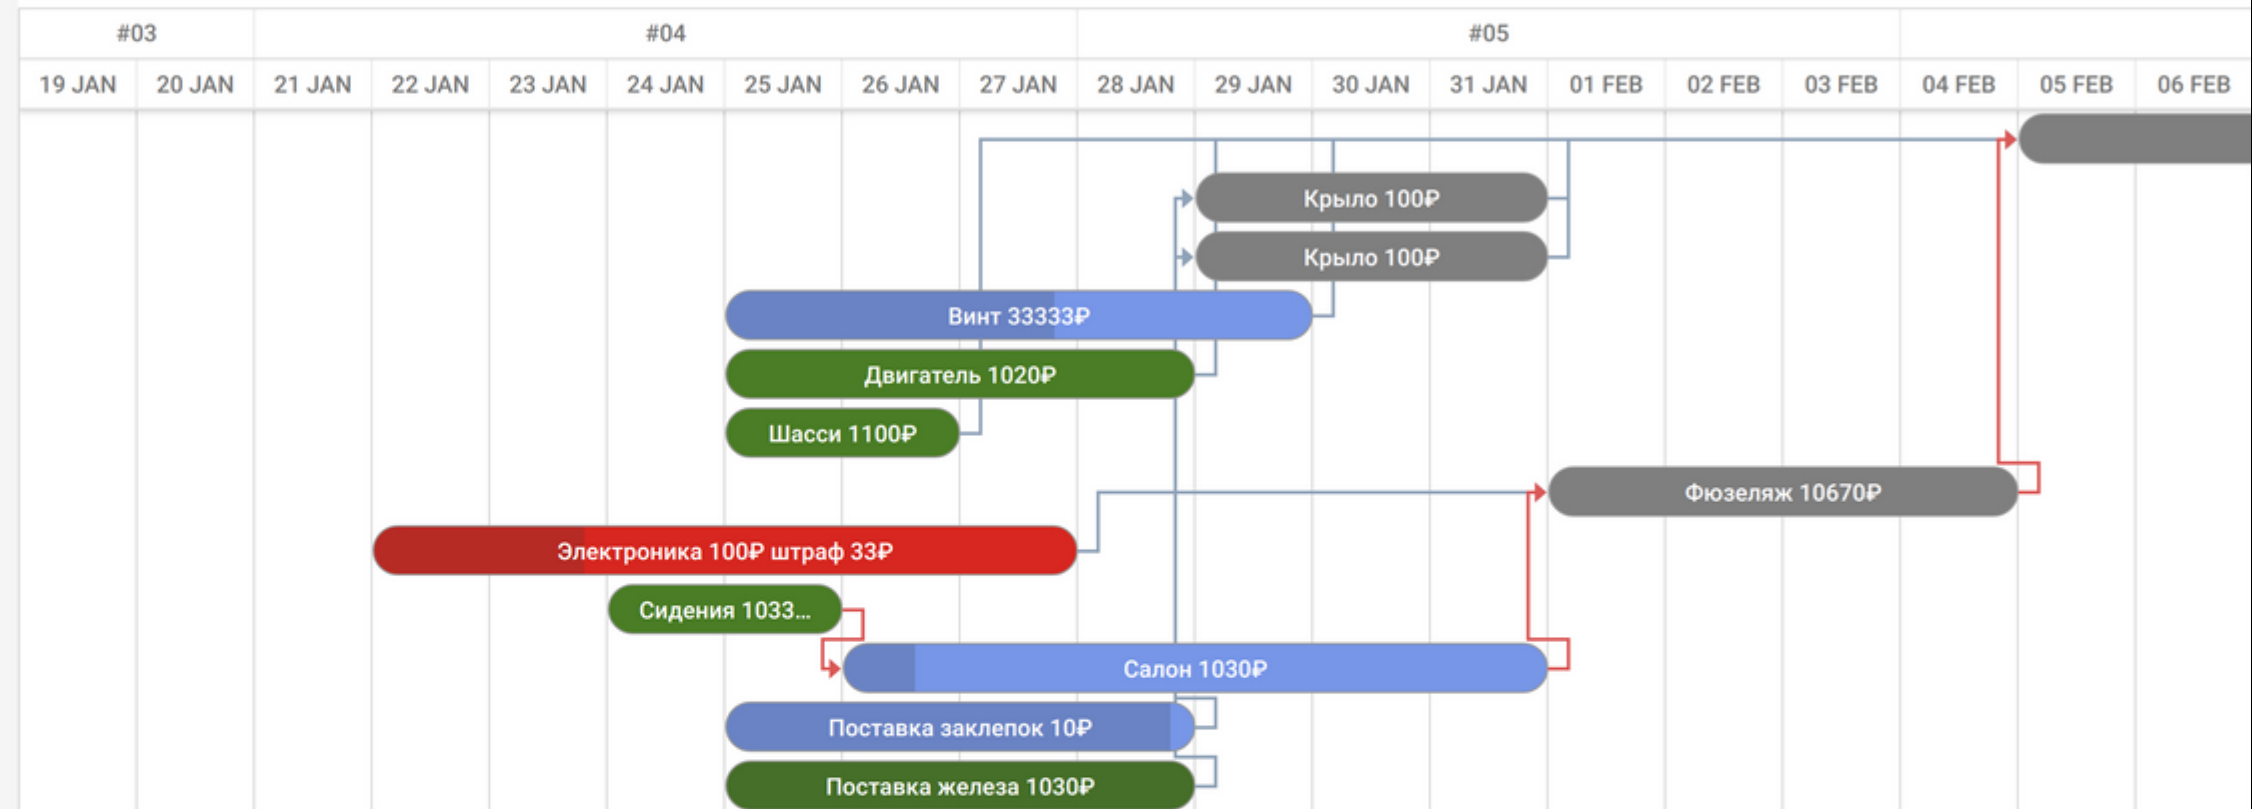 #03 #04 #05
19 JAN 20 JAN 21 JAN 22 JAN 23 JAN 24 JAN 25 JAN 26 JAN 27 JAN 28 JAN 29 JAN 30 JAN 31 JAN 01 FEB 02 FEB 03 FEB 04 FEB 05 FEB 06 FEB
Крыло 100₽
Крыло 100₽
Винт 33333₽
Двигатель 1020₽
Шасси 1100₽
Фюзеляж 10670₽
Электроника 100₽ штраф 33₽
Сидения 1033...
Салон 1030₽
Поставка заклепок 10₽
Поставка железа 1030₽